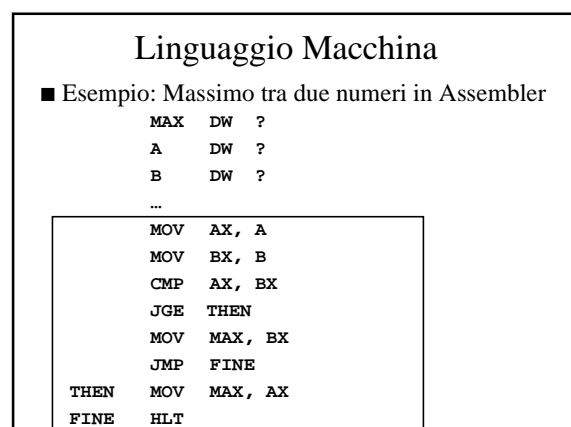 Linguaggio Macchina
■ Esempio: Massimo tra due numeri in Assembler
MAX DW ?
A DW ?
B DW ?
…
MOV AX, A
MOV BX, B
CMP AX, BX
JGE THEN
MOV MAX, BX
JMP FINE
THEN MOV MAX, AX
FINE HLT